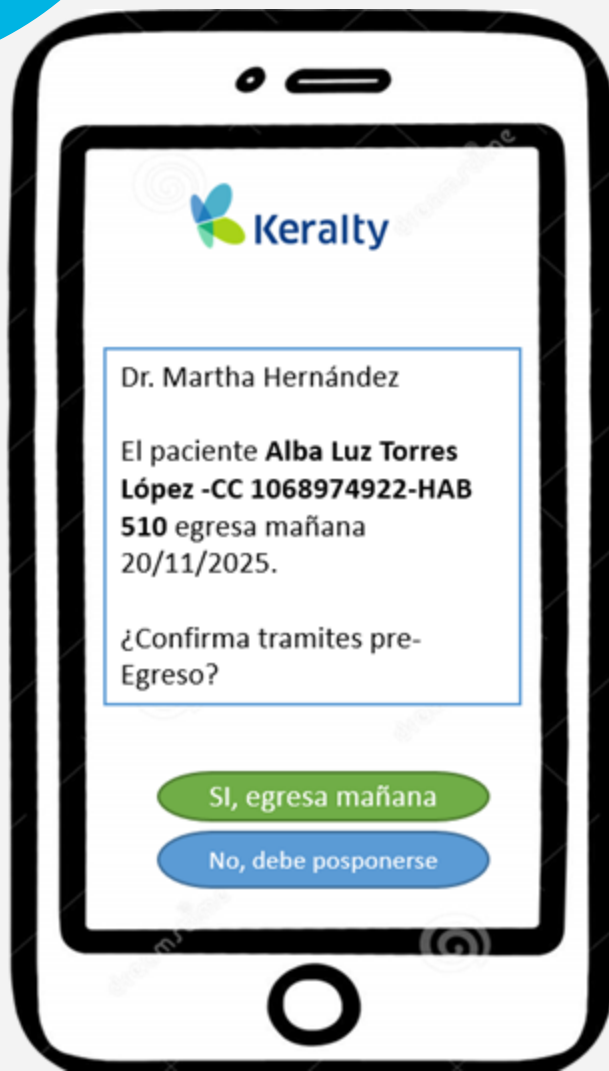 Keralty
Dr. Martha Hernández
El paciente Alba Luz Torres
López -CC 1068974922-HAB
510 egresa mañana
20/11/2025.
¿Confirma tramites pre-
Egreso?
SI, egresa mañana
No, debe posponerse